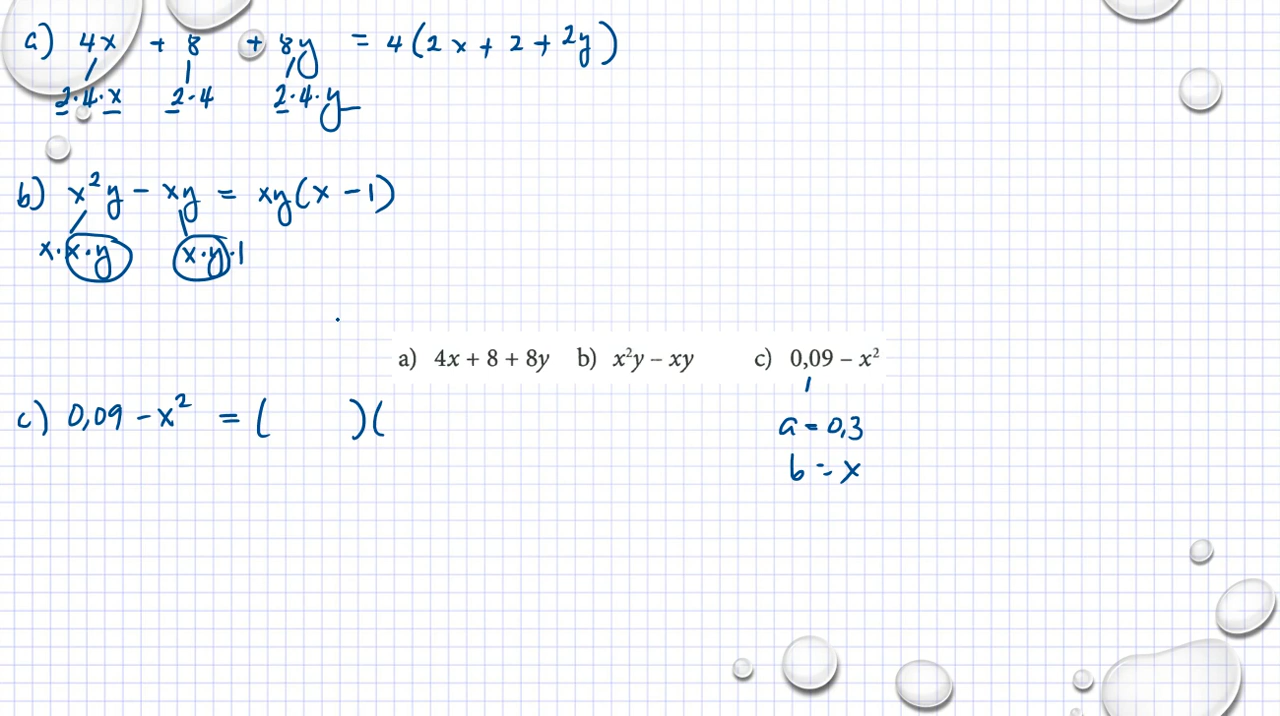 a) 4x + 8 + 8y = 4(2x + 2 + 2y)
2·4·x 2·4 2·4·y
b) x²y - xy = xy(x - 1)
x·x·y x·y·1
a) 4x + 8 + 8y b) x²y – xy c) 0,09 – x²
c) 0,09 - x² = ( )(
a = 0,3
b = x